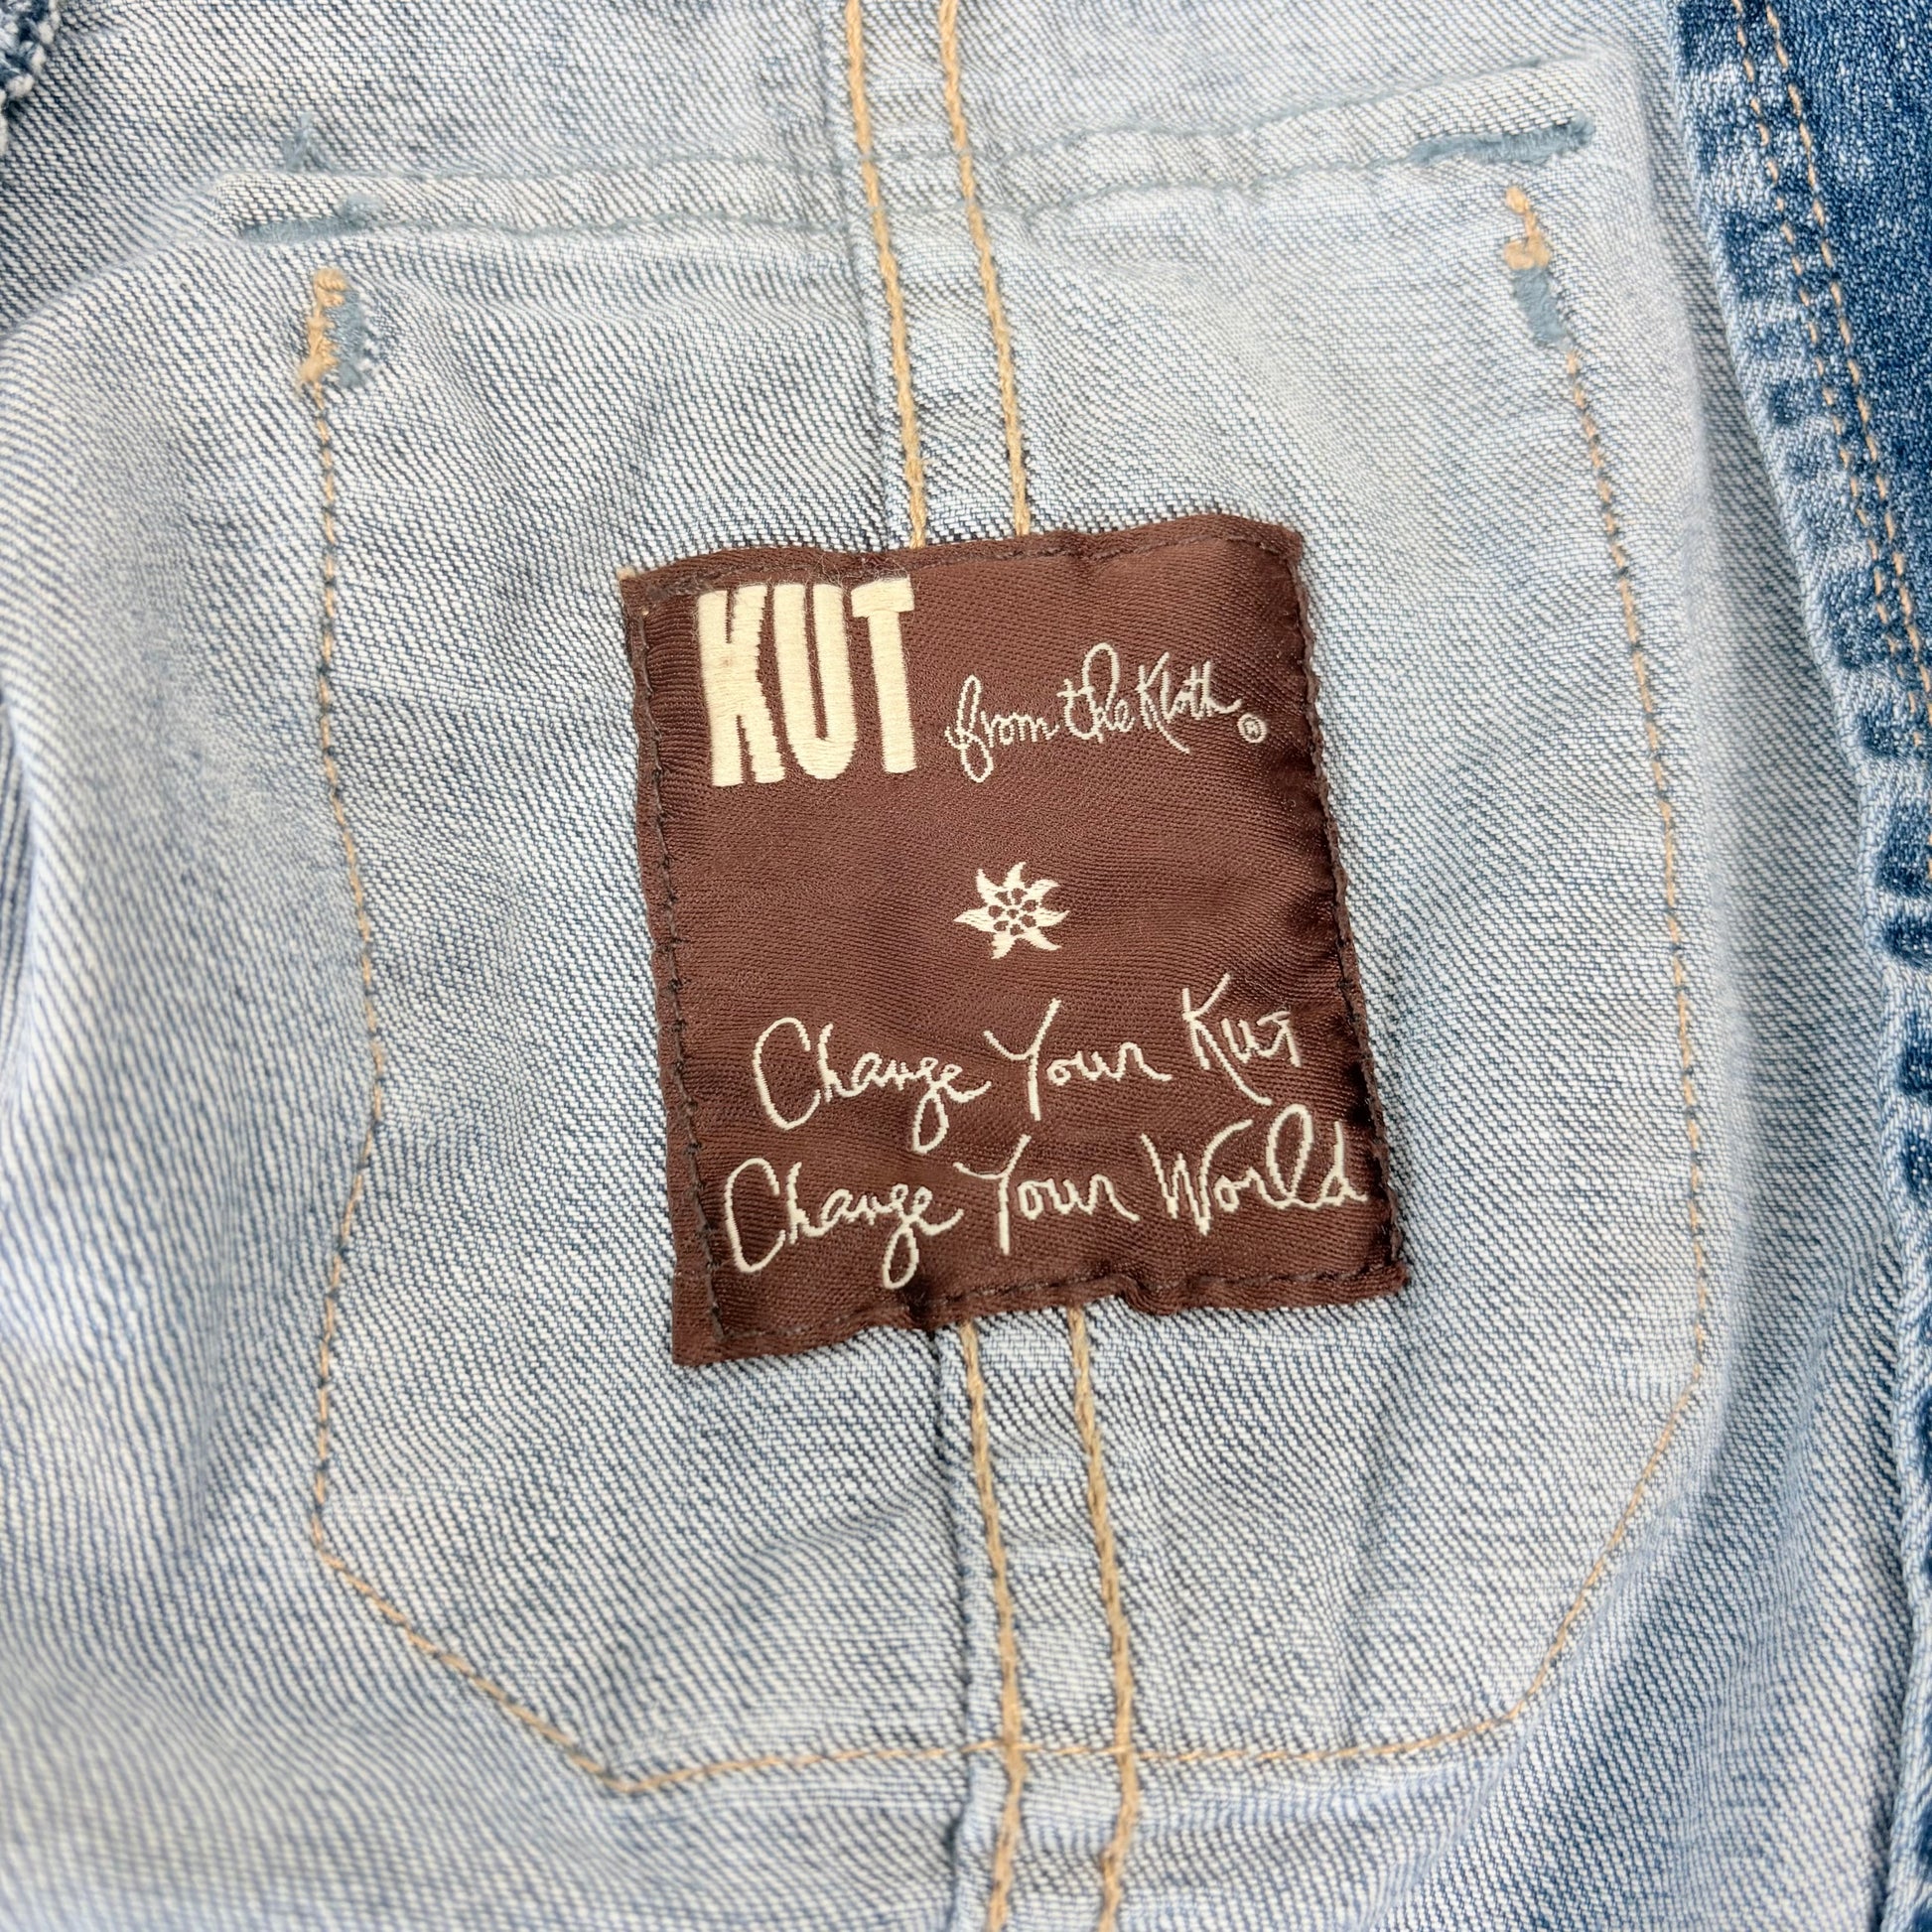 KUT from the Kloth ®
Change Your Kut
Change Your World